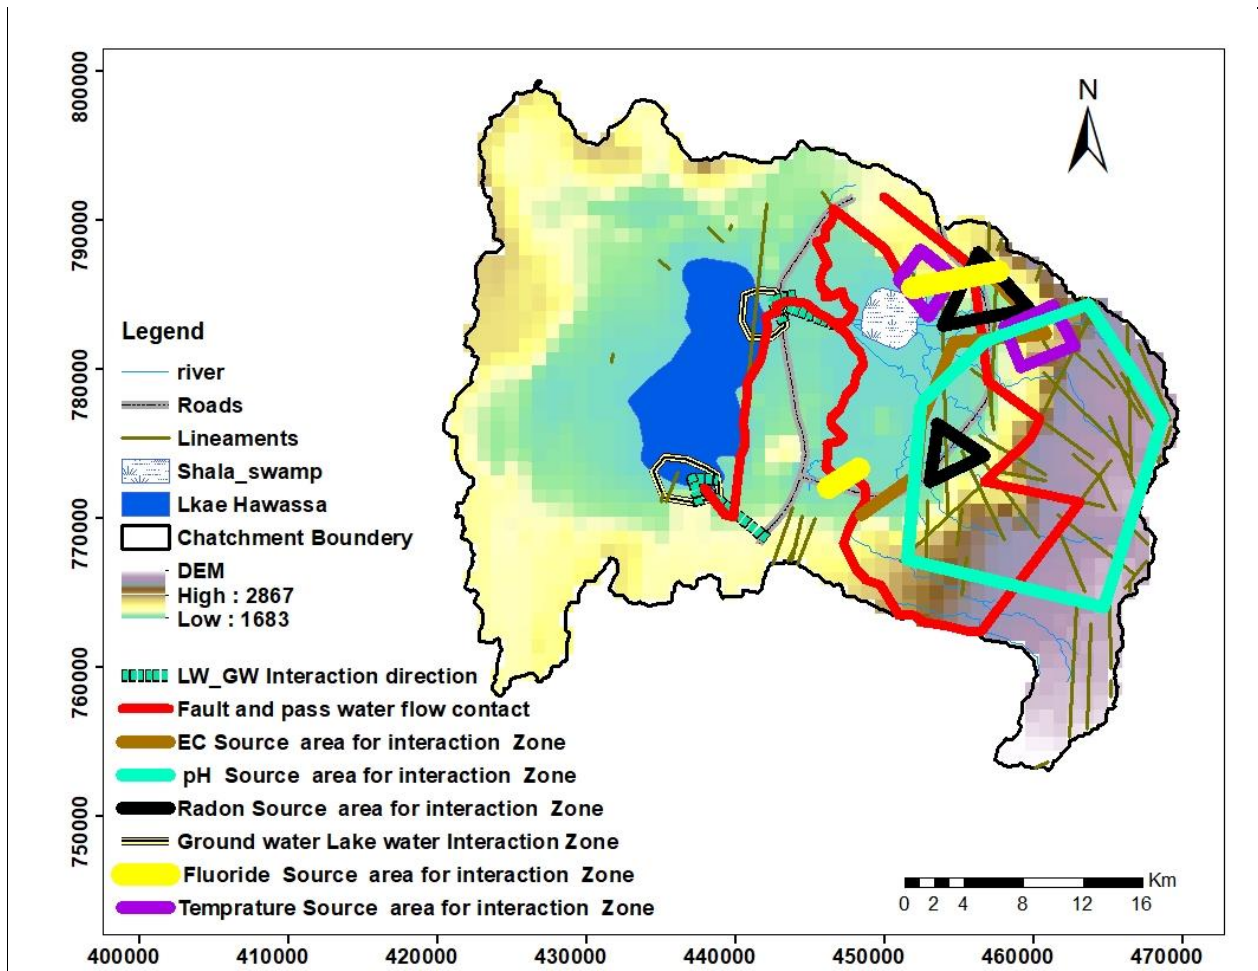 N
800000
790000
780000
770000
760000
750000
Legend
river
Roads
Lineaments
Shala_swamp
Lkae Hawassa
Chatchment Boundery
DEM
High : 2867
Low : 1683
LW_GW Interaction direction
Fault and pass water flow contact
EC Source area for interaction Zone
pH Source area for interaction Zone
Radon Source area for interaction Zone
Ground water Lake water Interaction Zone
Fluoride Source area for interaction Zone
Temprature Source area for interaction Zone
Km
0 2 4 8 12 16
400000 410000 420000 430000 440000 450000 460000 470000